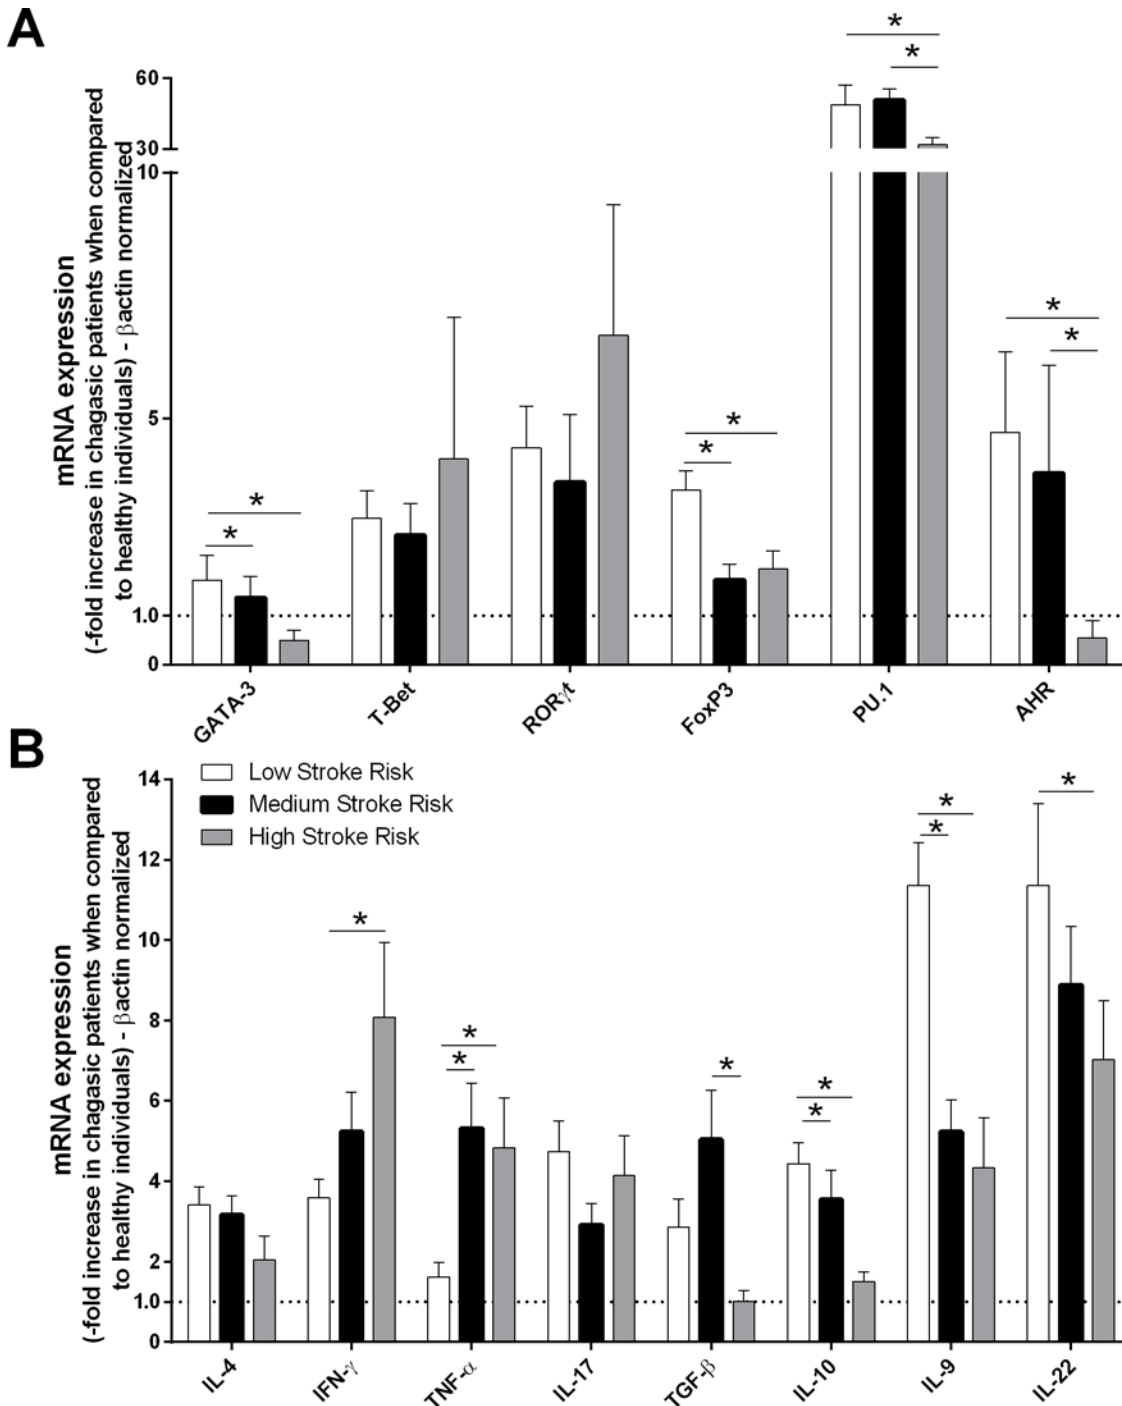 A
mRNA expression
(-fold increase in chagasic patients when compared
to healthy individuals) - βactin normalized
60
30
10
5
1.0
0
* *
* *
* *
* *
GATA-3 T-Bet RORγt FoxP3 PU.1 AHR
B
mRNA expression
(-fold increase in chagasic patients when compared
to healthy individuals) - βactin normalized
Low Stroke Risk
Medium Stroke Risk
High Stroke Risk
14
12
10
8
6
4
2
1.0
0
* * * * * * * * * *
IL-4 IFN-γ TNF-α IL-17 TGF-β IL-10 IL-9 IL-22